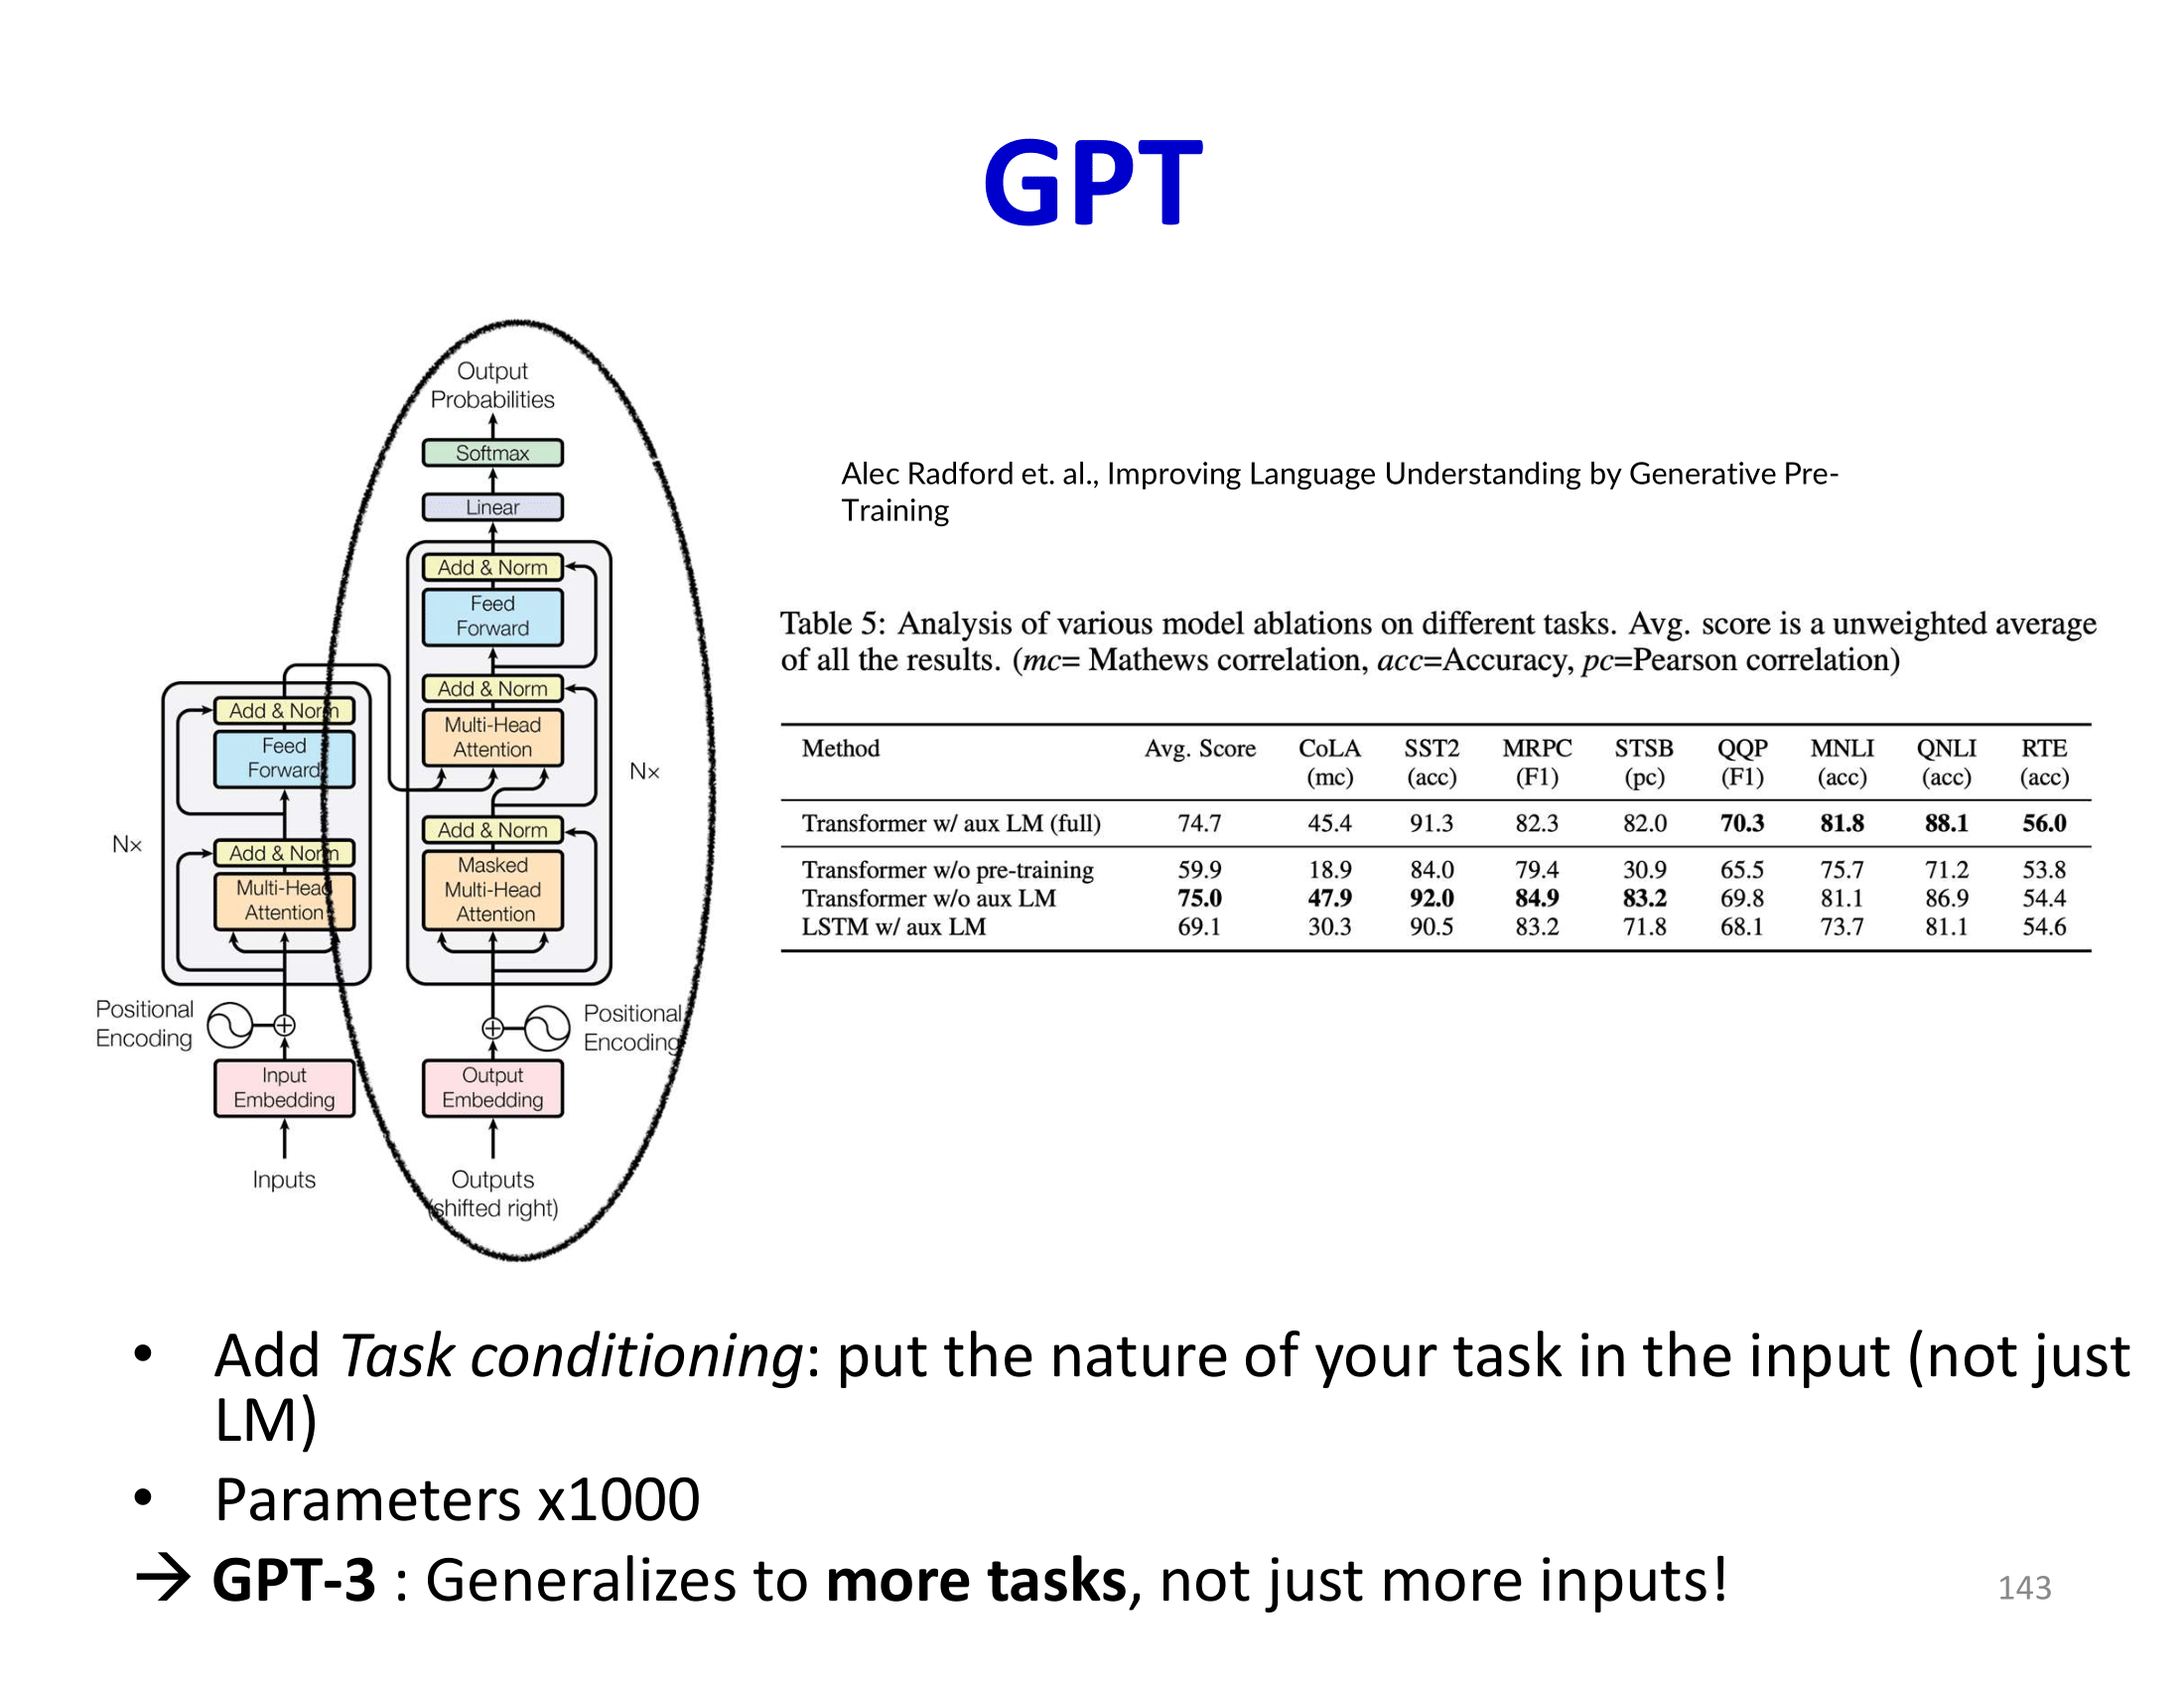 GPT
Output
Probabilities
Softmax
Linear
Add & Norm
Feed
Forward
Add & Norm
Multi-Head
Attention
Nx
Add & Norm
Masked
Multi-Head
Attention
Positional
Encoding
Output
Embedding
Outputs
(shifted right)
Add & Norm
Feed
Forward
Nx
Add & Norm
Multi-Head
Attention
Positional
Encoding
Input
Embedding
Inputs
Alec Radford et. al., Improving Language Understanding by Generative Pre-
Training
Table 5: Analysis of various model ablations on different tasks. Avg. score is a unweighted average
of all the results. (mc= Mathews correlation, acc=Accuracy, pc=Pearson correlation)
Method Avg. Score CoLA SST2 MRPC STSB QQP MNLI QNLI RTE
(mc) (acc) (F1) (pc) (F1) (acc) (acc) (acc)
Transformer w/ aux LM (full) 74.7 45.4 91.3 82.3 82.0 70.3 81.8 88.1 56.0
Transformer w/o pre-training 59.9 18.9 84.0 79.4 30.9 65.5 75.7 71.2 53.8
Transformer w/o aux LM 75.0 47.9 92.0 84.9 83.2 69.8 81.1 86.9 54.4
LSTM w/ aux LM 69.1 30.3 90.5 83.2 71.8 68.1 73.7 81.1 54.6
• Add Task conditioning: put the nature of your task in the input (not just
LM)
• Parameters x1000
→ GPT-3 : Generalizes to more tasks, not just more inputs!
143